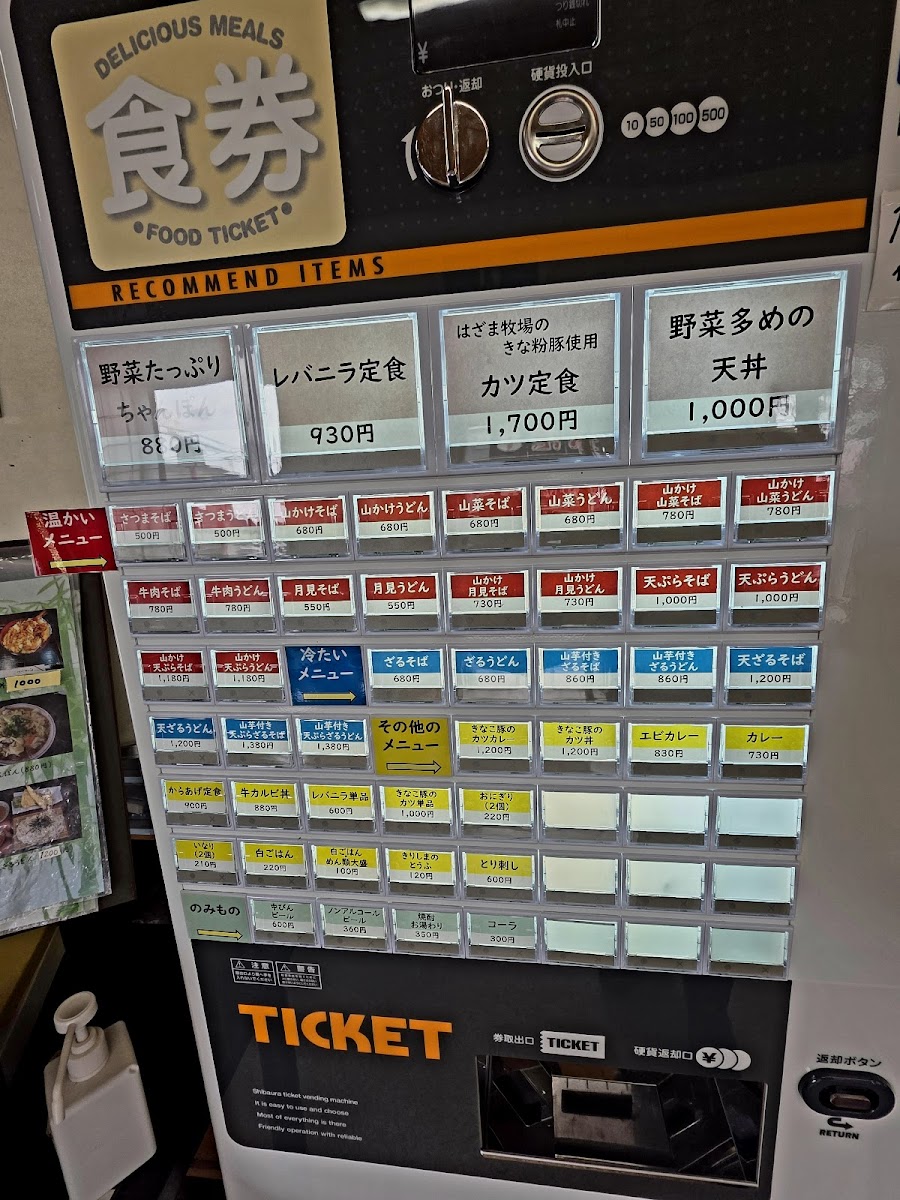 DELICIOUS MEALS
食券
・FOOD TICKET・
つり銭切れ
札中止
¥
おつり・返却
硬貨投入口
10 50 100 500
RECOMMEND ITEMS
野菜たっぷり
ちゃんぽん
880円
レバニラ定食
930円
はざま牧場の
きな粉豚使用
カツ定食
1,700円
野菜多めの
天丼
1,000円
温かい
メニュー
さつまそば
500円
さつまうどん
500円
山かけそば
680円
山かけうどん
680円
山菜そば
680円
山菜うどん
680円
山かけ
山菜そば
780円
山かけ
山菜うどん
780円
牛肉そば
780円
牛肉うどん
780円
月見そば
550円
月見うどん
550円
山かけ
月見そば
730円
山かけ
月見うどん
730円
天ぷらそば
1,000円
天ぷらうどん
1,000円
山かけ
天ぷらそば
1,180円
山かけ
天ぷらうどん
1,180円
冷たい
メニュー
ざるそば
680円
ざるうどん
680円
山芋付き
ざるそば
860円
山芋付き
ざるうどん
860円
天ざるそば
1,200円
天ざるうどん
1,200円
山芋付き
天ぷらざるそば
1,380円
山芋付き
天ぷらざるうどん
1,380円
その他の
メニュー
きなこ豚の
カツカレー
1,200円
きなこ豚の
カツ丼
1,200円
エビカレー
830円
カレー
730円
からあげ定食
900円
牛カルビ丼
880円
レバニラ単品
600円
きなこ豚の
カツ単品
1,000円
おにぎり
(2個)
220円
いなり
(2個)
210円
白ごはん
220円
白ごはん
めん類大盛
100円
きりしまの
とうふ
120円
とり刺し
600円
のみもの
中びん
ビール
600円
ノンアルコール
ビール
360円
焼酎
お湯わり
350円
コーラ
300円
1000
(880円)
1200
注意
警告
TICKET
券取出口 TICKET
硬貨返却口 ¥
返却ボタン
RETURN
Shibaura ticket vending machine
It is easy to use and choose
Most of everything is there
Friendly operation with reliable